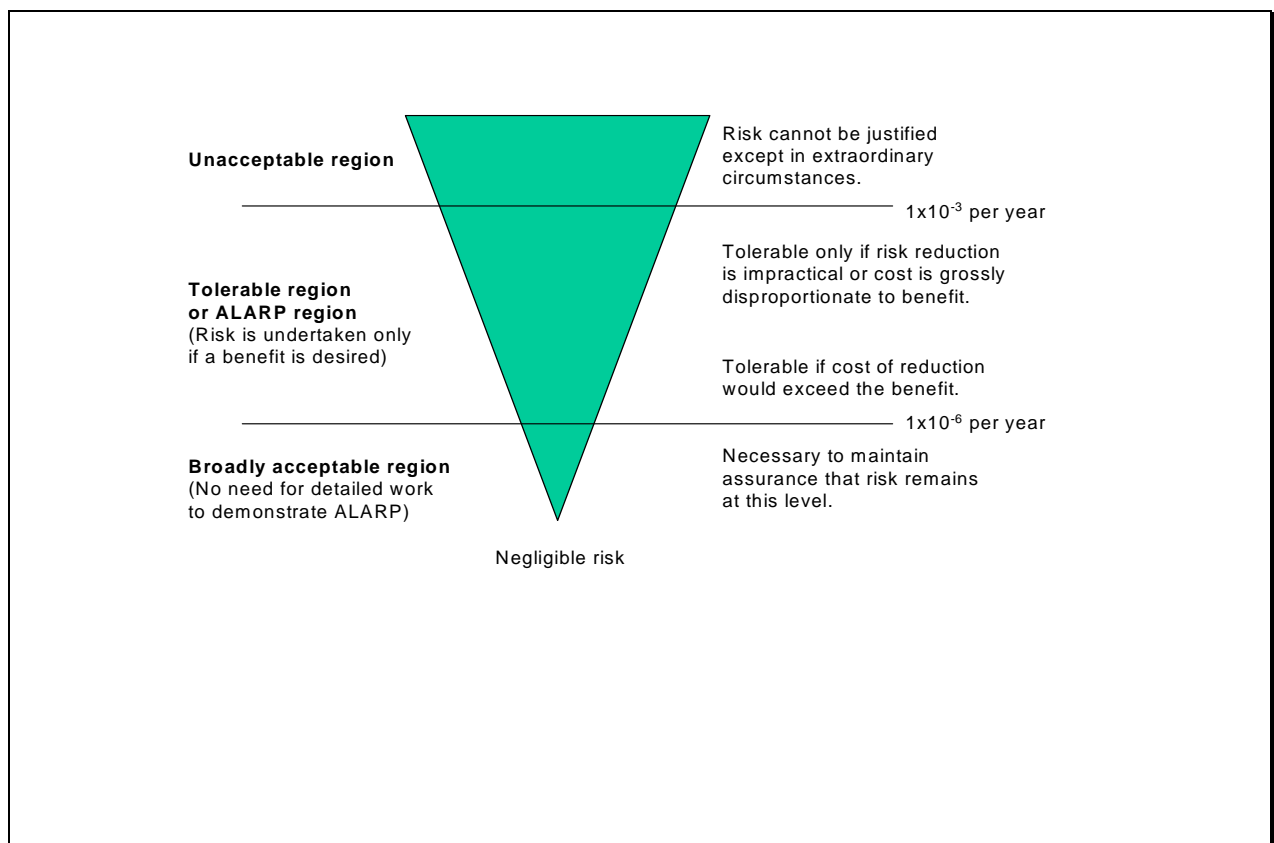 Unacceptable region
Risk cannot be justified
except in extraordinary
circumstances.
1x10⁻³ per year
Tolerable region
or ALARP region
(Risk is undertaken only
if a benefit is desired)
Tolerable only if risk reduction
is impractical or cost is grossly
disproportionate to benefit.
Tolerable if cost of reduction
would exceed the benefit.
1x10⁻⁶ per year
Broadly acceptable region
(No need for detailed work
to demonstrate ALARP)
Necessary to maintain
assurance that risk remains
at this level.
Negligible risk